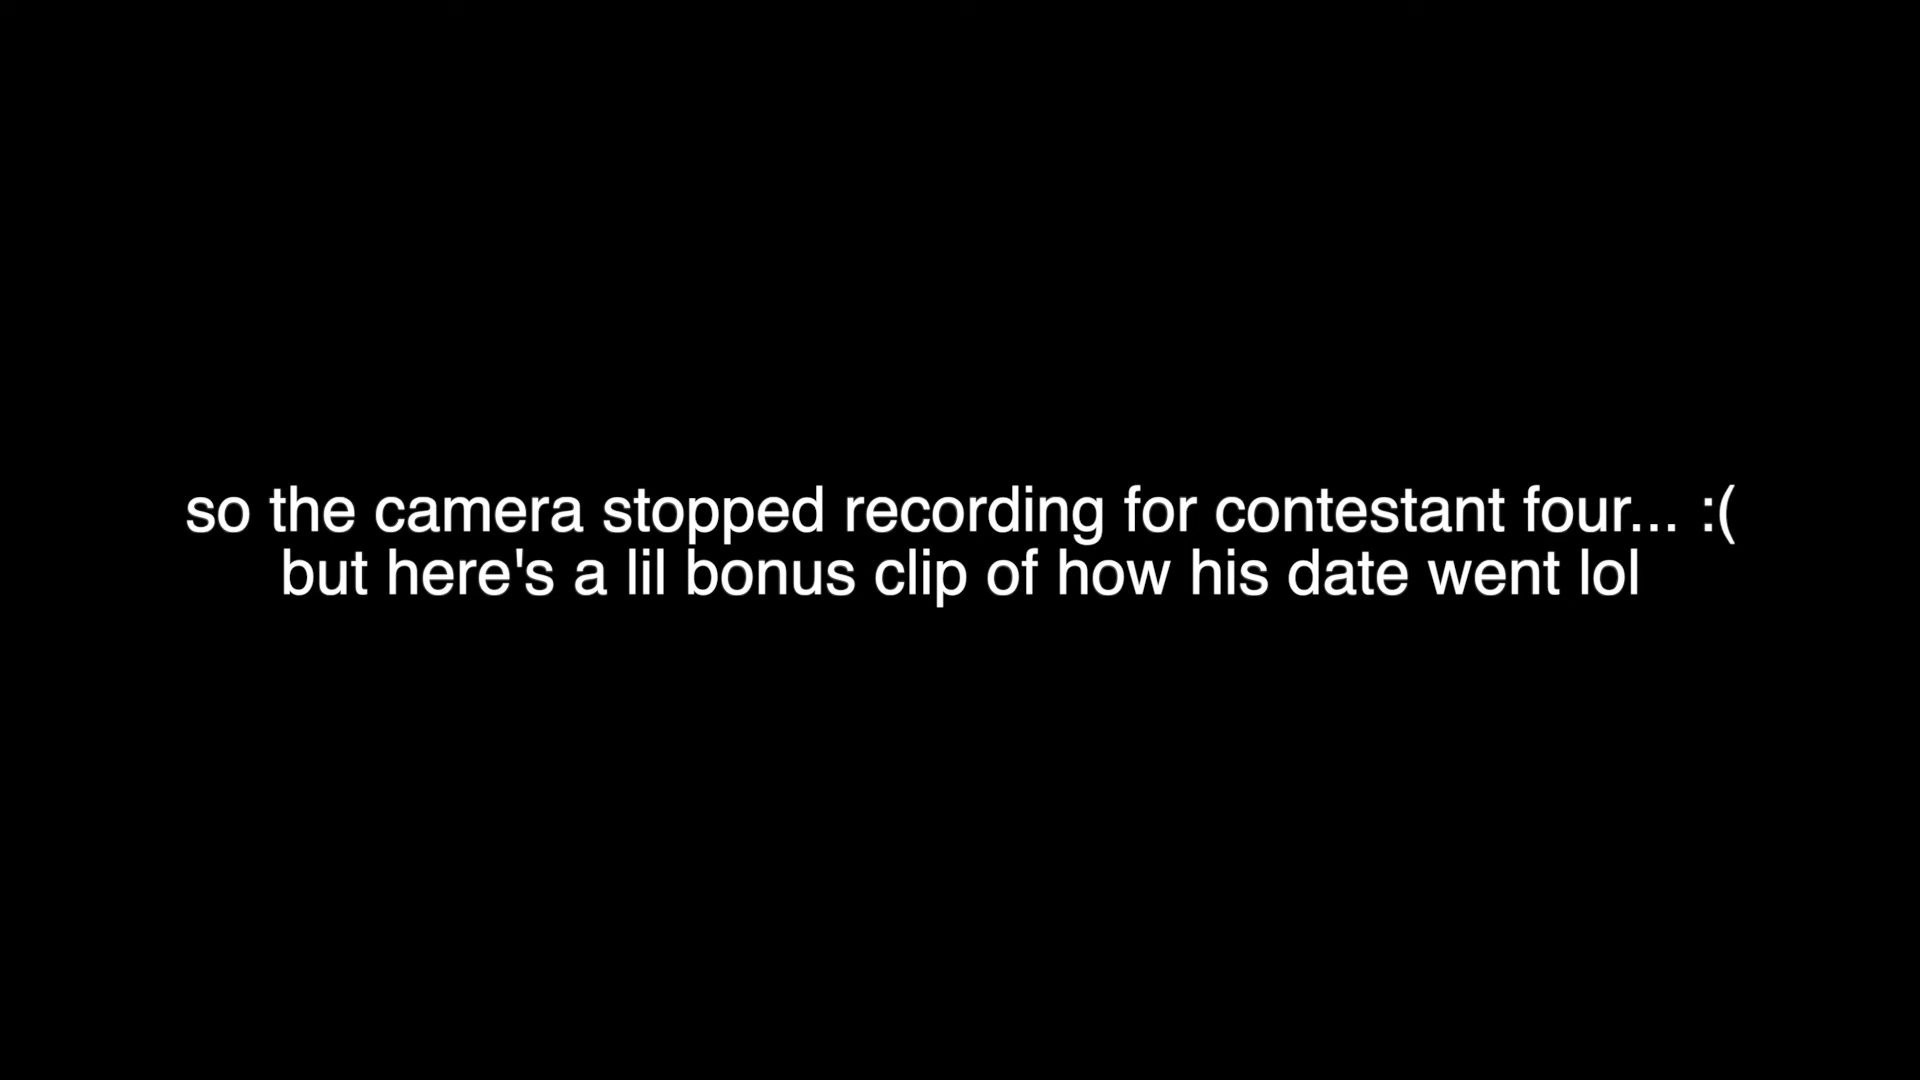 so the camera stopped recording for contestant four... :(
but here's a lil bonus clip of how his date went lol